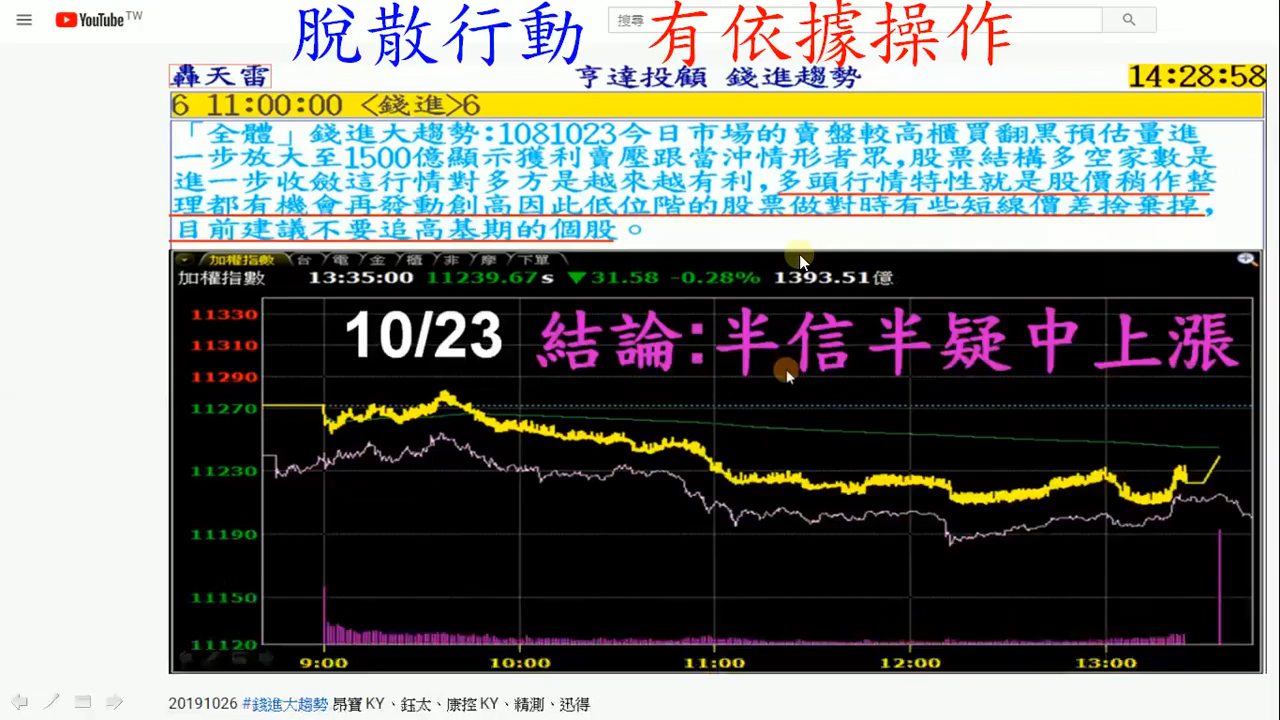 脫散行動 有依據操作
YouTube TW
搜尋
轟天雷 亨達投顧 錢進趨勢 14:28:58
6 11:00:00 <錢進>6
「全體」錢進大趨勢:1081023今日市場的賣盤較高櫃買翻黑預估量進
一步放大至1500億顯示獲利賣壓跟當沖情形者眾,股票結構多空家數是
進一步收斂這行情對多方是越來越有利,多頭行情特性就是股價稍作整
理都有機會再發動創高因此低位階的股票做對時有些短線價差捨棄掉,
目前建議不要追高基期的個股。
加權指數 台 電 金 櫃 非 摩 下單
加權指數 13:35:00 11239.67 s ▼31.58 -0.28% 1393.51億
10/23 結論:半信半疑中上漲
11330
11310
11290
11270
11230
11190
11150
11120
9:00 10:00 11:00 12:00 13:00
20191026 #錢進大趨勢 昂寶KY、鈺太、康控KY、精測、迅得